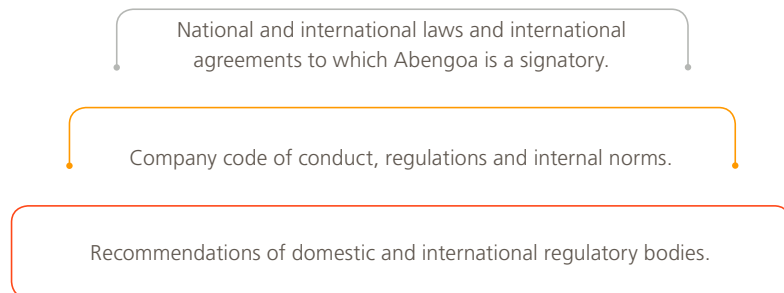 National and international laws and international
agreements to which Abengoa is a signatory.
Company code of conduct, regulations and internal norms.
Recommendations of domestic and international regulatory bodies.